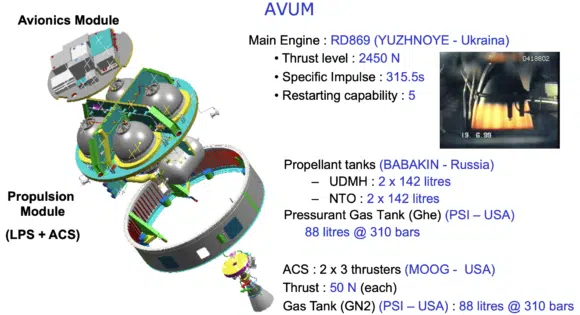 AVUM
Avionics Module
Main Engine : RD869 (YUZHNOYE - Ukraina)
• Thrust level : 2450 N
• Specific Impulse : 315.5s
• Restarting capability : 5
0418802
19 6 99
Propellant tanks (BABAKIN - Russia)
– UDMH : 2 x 142 litres
– NTO : 2 x 142 litres
Pressurant Gas Tank (Ghe) (PSI – USA)
88 litres @ 310 bars
Propulsion
Module
(LPS + ACS)
ACS : 2 x 3 thrusters (MOOG - USA)
Thrust : 50 N (each)
Gas Tank (GN2) (PSI – USA) : 88 litres @ 310 bars